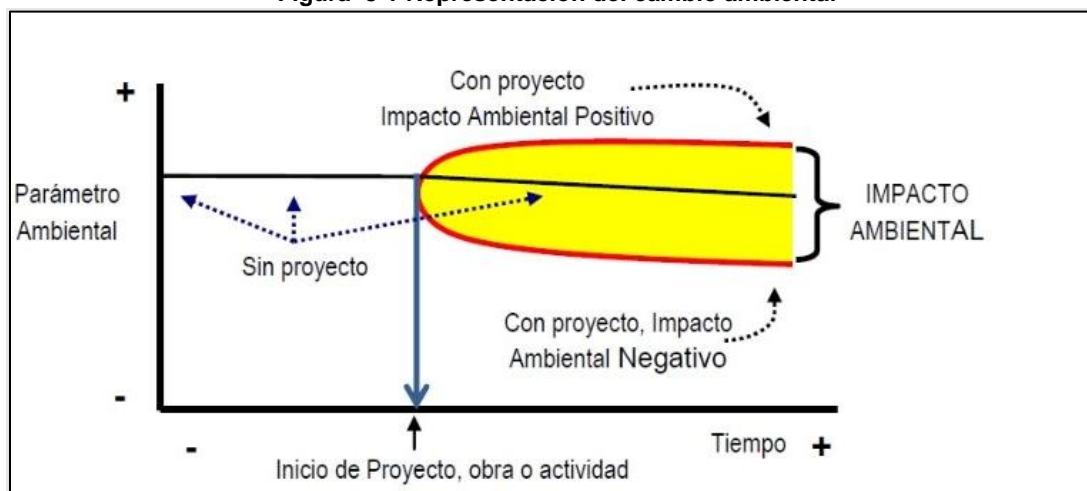 +
Con proyecto
Impacto Ambiental Positivo
Parámetro
Ambiental
Sin proyecto
IMPACTO
AMBIENTAL
Con proyecto, Impacto
Ambiental Negativo
-
-
Tiempo +
Inicio de Proyecto, obra o actividad